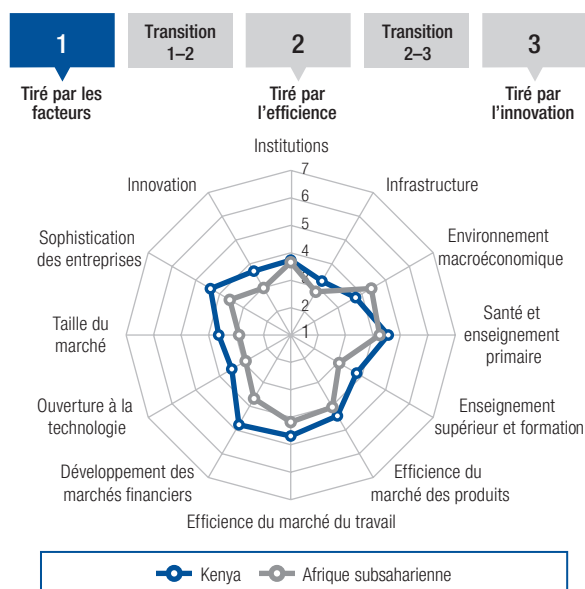 1
Transition
1–2
2
Transition
2–3
3
Tiré par les
facteurs
Tiré par
l’efficience
Tiré par
l’innovation
Institutions
7
6
5
4
2
1
Infrastructure
Environnement
macroéconomique
Santé et
enseignement
primaire
Enseignement
supérieur et formation
Efficience du
marché des produits
Efficience du marché du travail
Développement des
marchés financiers
Ouverture à la
technologie
Taille du
marché
Sophistication
des entreprises
Innovation
Kenya
Afrique subsaharienne